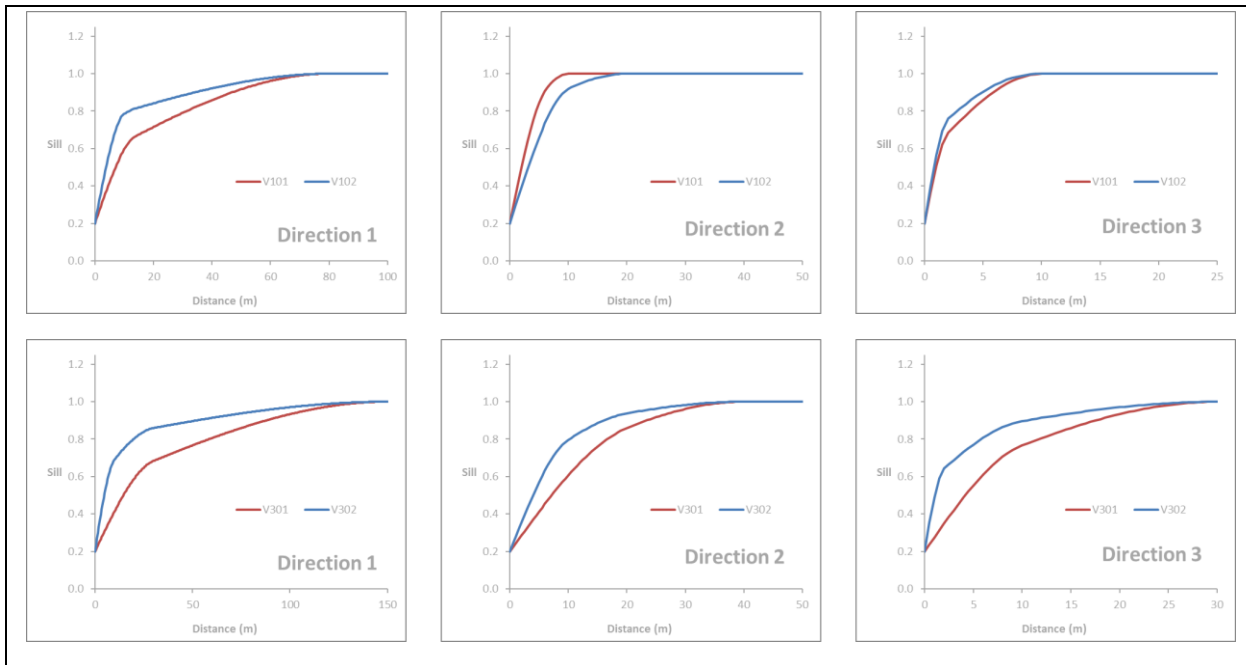 1.2
1.0
0.8
Sill
0.6
0.4
V101 V102
0.2
Direction 1
0.0
0 20 40 60 80 100
Distance (m)
1.2
1.0
0.8
Sill
0.6
0.4
V101 V102
0.2
Direction 2
0.0
0 10 20 30 40 50
Distance (m)
1.2
1.0
0.8
Sill
0.6
0.4
V101 V102
0.2
Direction 3
0.0
0 5 10 15 20 25
Distance (m)
1.2
1.0
0.8
Sill
0.6
0.4
V301 V302
0.2
Direction 1
0.0
0 50 100 150
Distance (m)
1.2
1.0
0.8
Sill
0.6
0.4
V301 V302
0.2
Direction 2
0.0
0 10 20 30 40 50
Distance (m)
1.2
1.0
0.8
Sill
0.6
0.4
V301 V302
0.2
Direction 3
0.0
0 5 10 15 20 25 30
Distance (m)